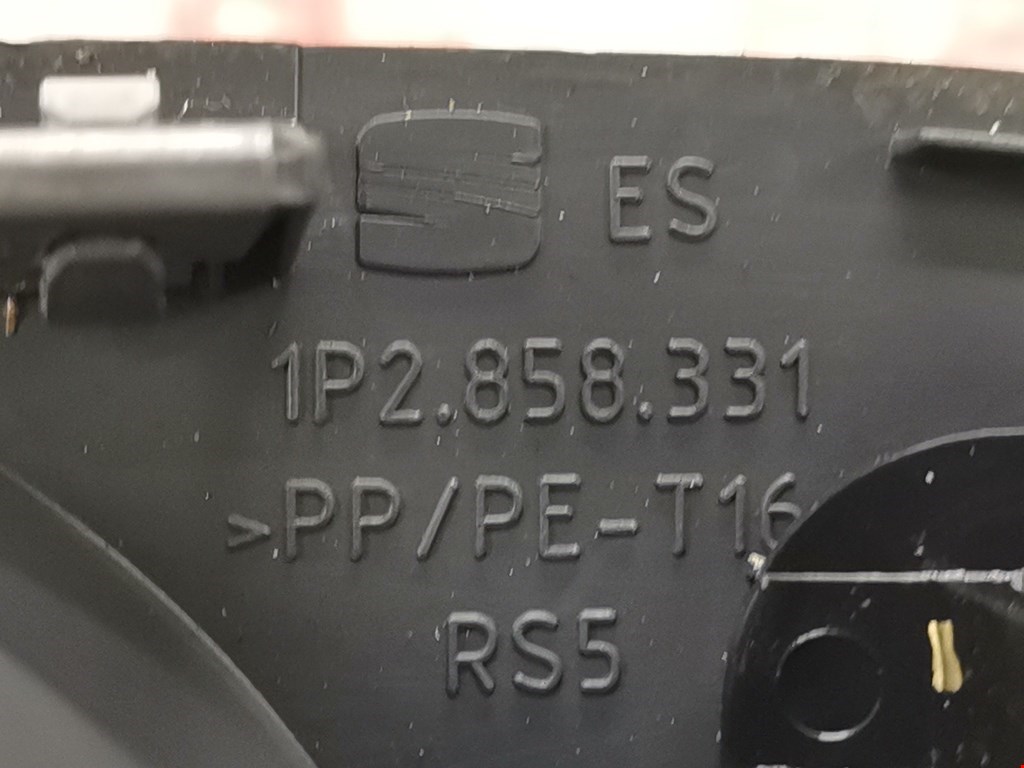 ES
1P2.858.331
>PP/PE-T16
RS5